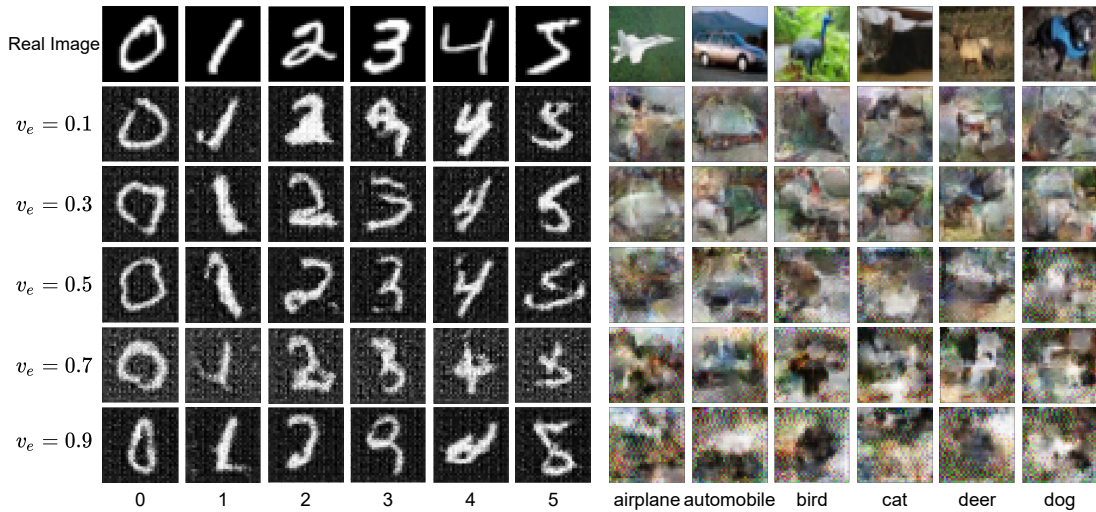 Real Image
v_e = 0.1
v_e = 0.3
v_e = 0.5
v_e = 0.7
v_e = 0.9
0 1 2 3 4 5 airplane automobile bird cat deer dog